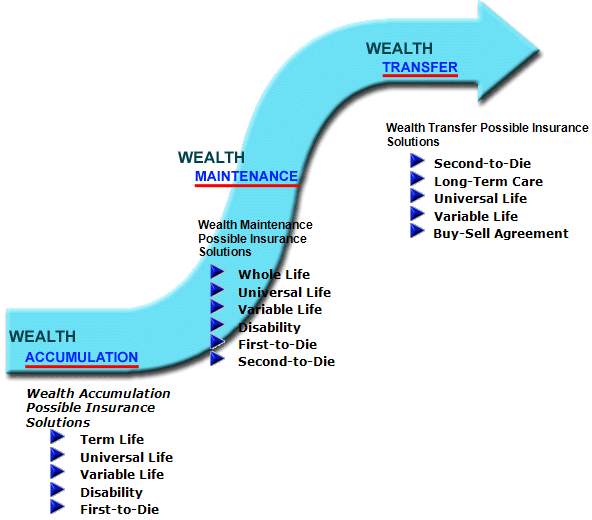 WEALTH
TRANSFER
Wealth Transfer Possible Insurance
Solutions
Second-to-Die
Long-Term Care
Universal Life
Variable Life
Buy-Sell Agreement
WEALTH
MAINTENANCE
Wealth Maintenance
Possible Insurance
Solutions
Whole Life
Universal Life
Variable Life
Disability
First-to-Die
Second-to-Die
WEALTH
ACCUMULATION
Wealth Accumulation
Possible Insurance
Solutions
Term Life
Universal Life
Variable Life
Disability
First-to-Die